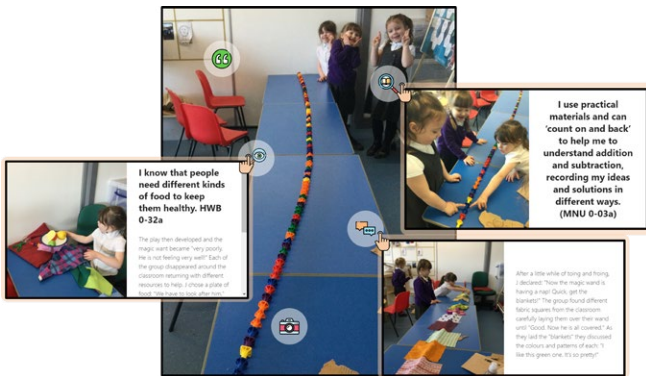 I use practical
materials and can
‘count on and back’
to help me to
understand addition
and subtraction,
recording my ideas
and solutions in
different ways.
(MNU 0-03a)
I know that people
need different kinds
of food to keep
them healthy. HWB
0-32a
The play then developed and the
magic want became "very poorly.
He is not feeling very well!" Each of
the group disappeared around the
classroom returning with different
resources to help. I chose a plate of
food: "We have to look after him."
After a little while of toing and froing,
I declared: "Now the magic wand is
having a nap! Quick, get the
blankets!" The group found different
fabric squares from the classroom
carefully laying them over their wand
until "Good. Now he is all covered." As
they laid the "blankets" they discussed
the colours and patterns of each: "I
like this green one. It's so pretty!"